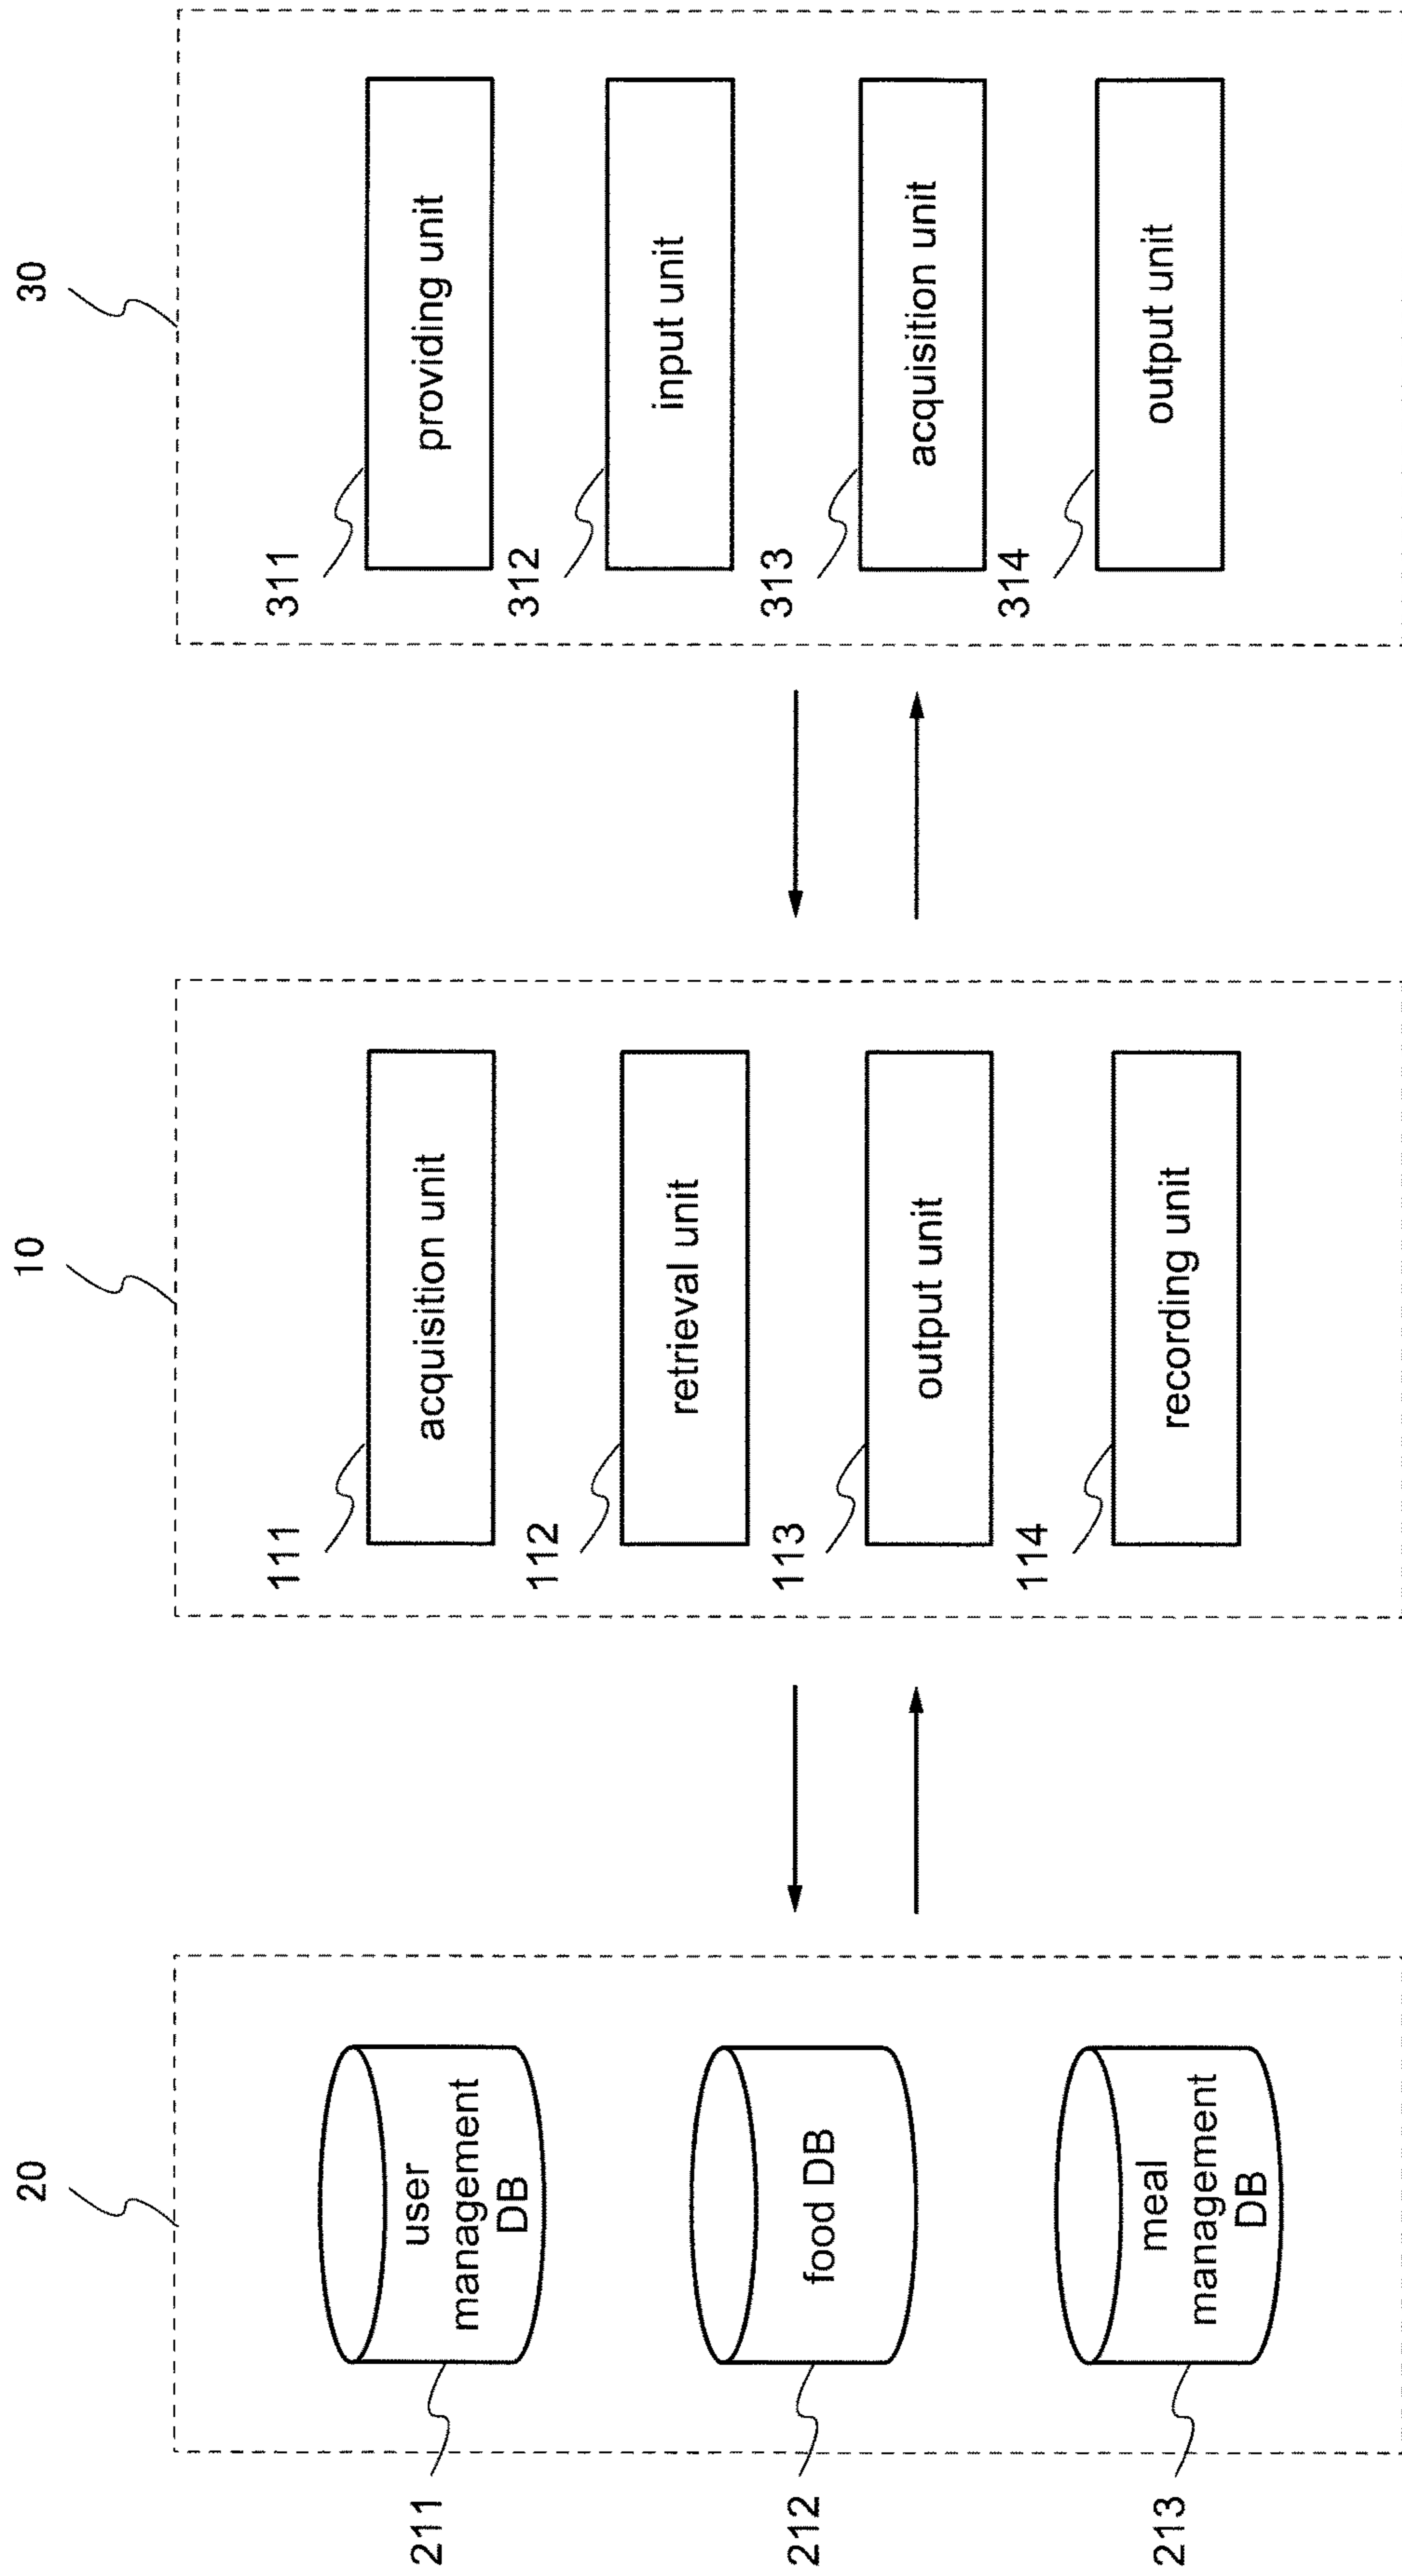 20
211
user
management
DB
212
food DB
213
meal
management
DB
10
111
acquisition unit
112
retrieval unit
113
output unit
114
recording unit
30
311
providing unit
312
input unit
313
acquisition unit
314
output unit